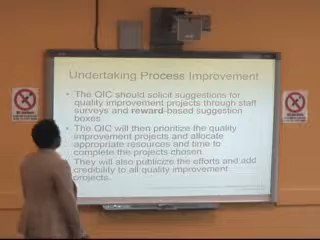 Undertaking Process Improvement
• The QIC should solicit suggestions for
quality improvement projects through staff
surveys and reward-based suggestion
boxes.
• The QIC will then prioritize the quality
improvement projects and allocate
appropriate resources and time to
complete the projects chosen.
They will also publicize the efforts and add
credibility to all quality improvement
projects.